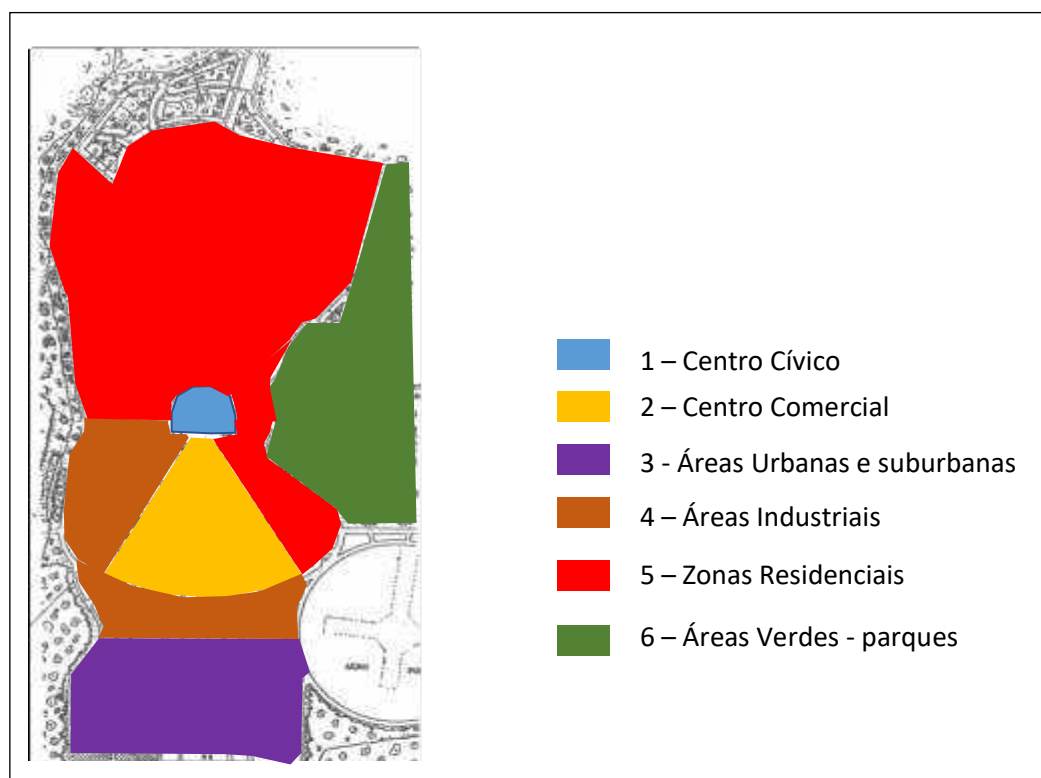 1 – Centro Cívico
2 – Centro Comercial
3 - Áreas Urbanas e suburbanas
4 – Áreas Industriais
5 – Zonas Residenciais
6 – Áreas Verdes - parques